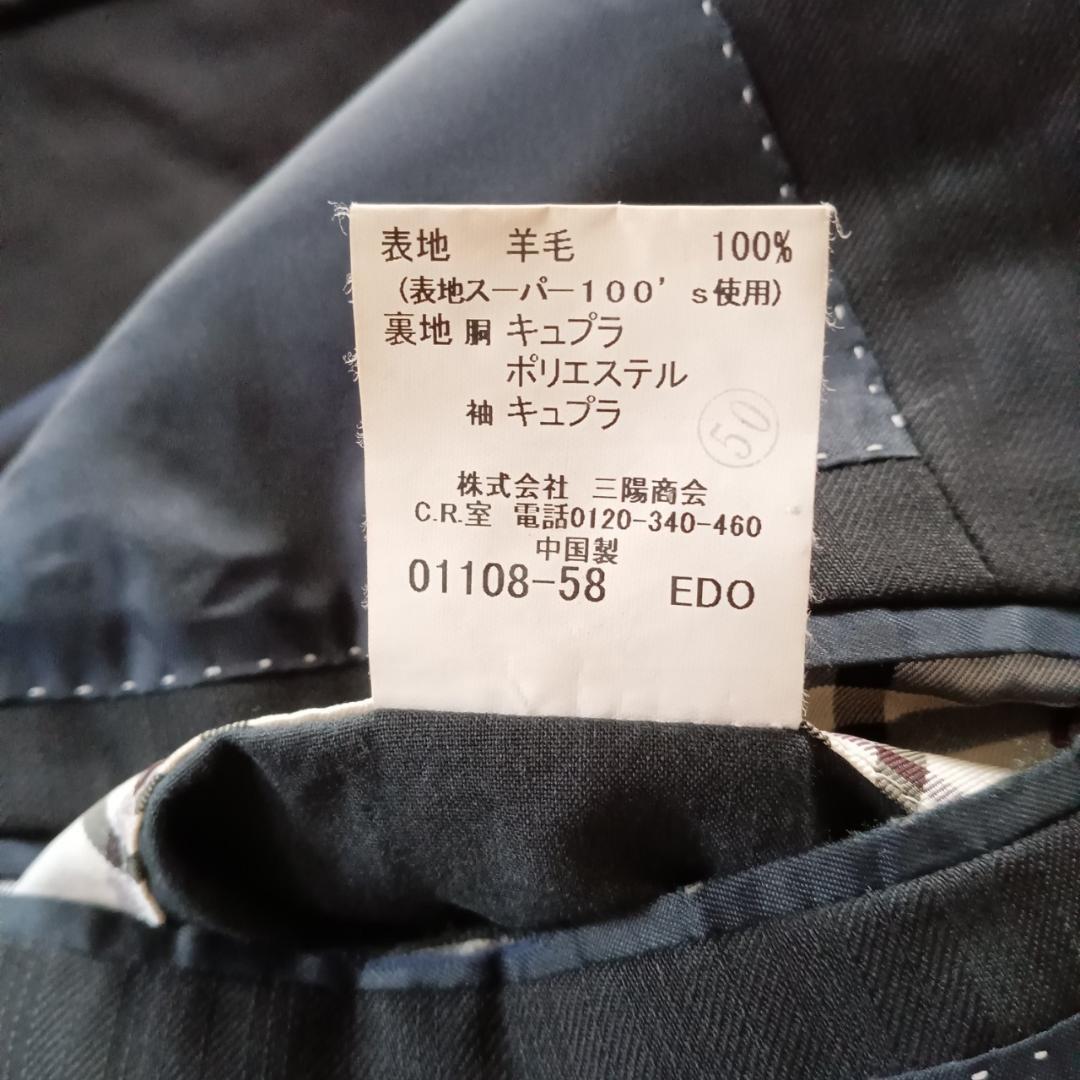 表地 羊毛 100%
(表地スーパー100's使用)
裏地 胴 キュプラ
ポリエステル
袖 キュプラ
50
株式会社 三陽商会
C.R.室 電話0120-340-460
中国製
01108-58 EDO